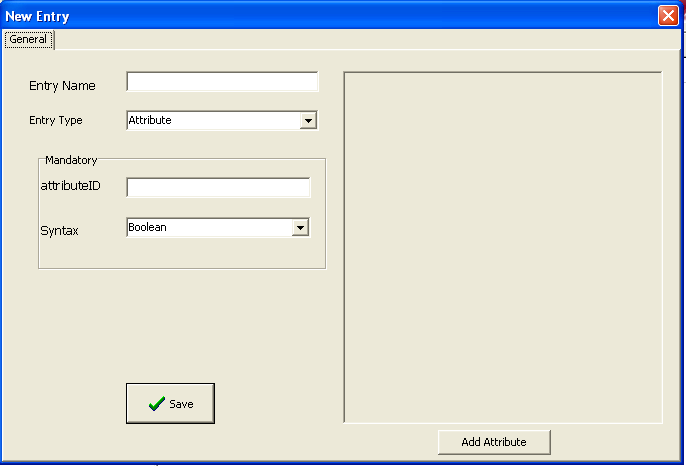 New Entry
General
Entry Name
Entry Type
Attribute
Mandatory
attributeID
Syntax
Boolean
Save
Add Attribute